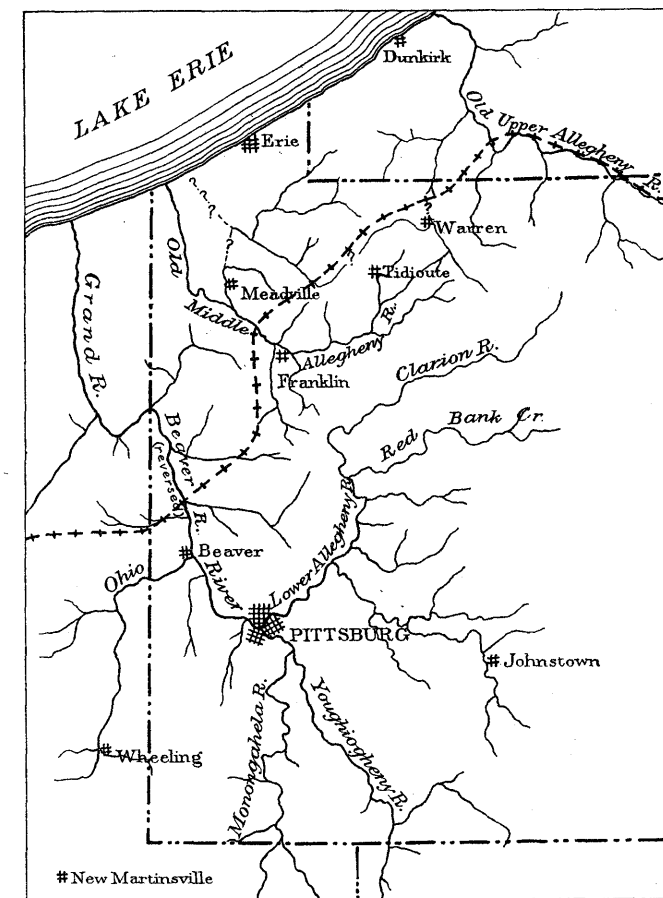 LAKE ERIE
Dunkirk
Erie
Old Upper Allegheny R.
?
?
?
?
?
?
Warren
Old Middle Allegheny R.
Meadville
Tidioute
Franklin
Grand R.
Clarion R.
Red Bank Cr.
Beaver R.
(reversed)
Lower Allegheny R.
Beaver
Ohio River
PITTSBURG
Johnstown
Monongahela R.
Youghiogheny R.
Wheeling
New Martinsville